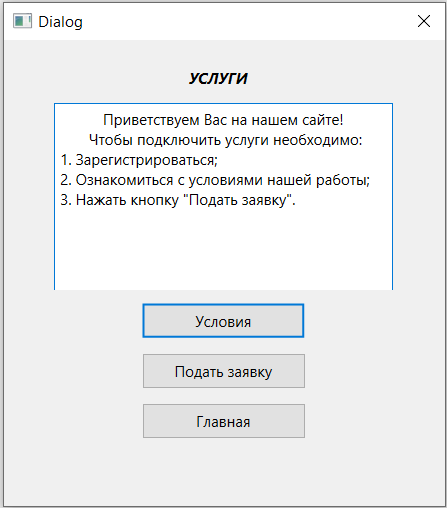 Dialog
УСЛУГИ
Приветствуем Вас на нашем сайте!
Чтобы подключить услуги необходимо:
1. Зарегистрироваться;
2. Ознакомиться с условиями нашей работы;
3. Нажать кнопку "Подать заявку".
Условия
Подать заявку
Главная